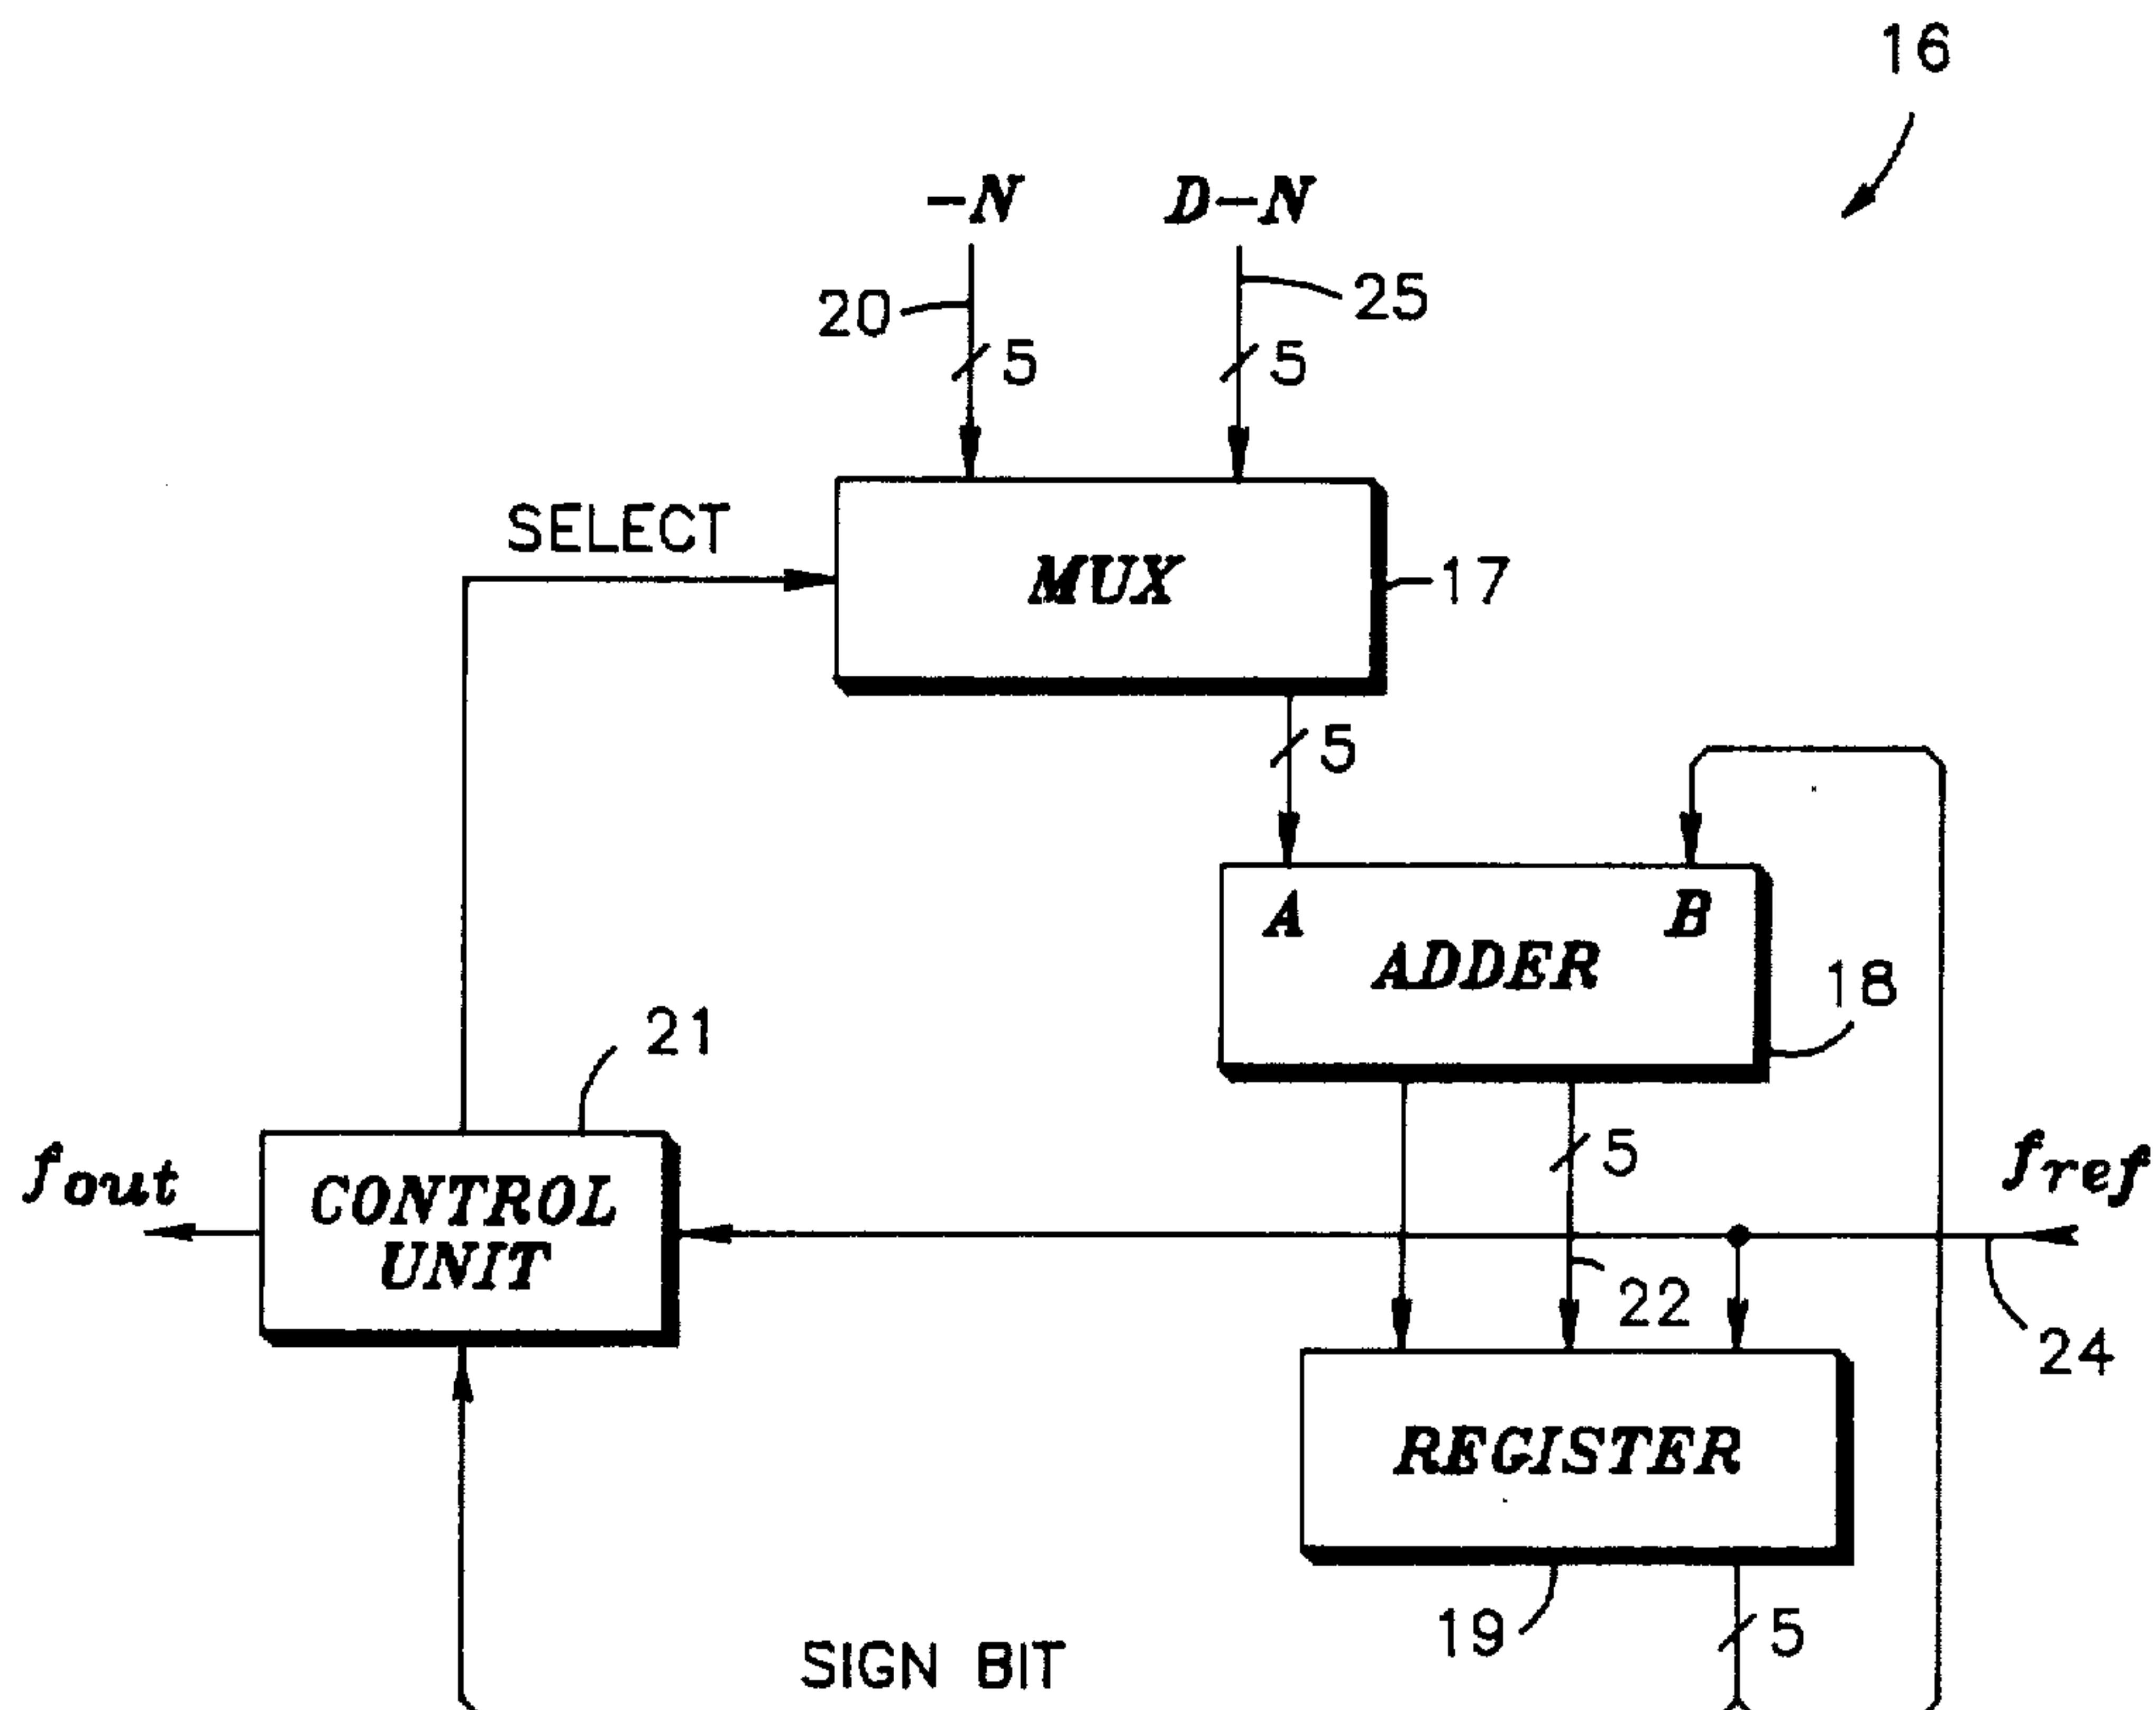 16
-N D-N
20 25
5 5
SELECT
MUX 17
5
A B
ADDER
18
21
5
fout fref
CONTROL
UNIT
22
24
REGISTER
19 5
SIGN BIT